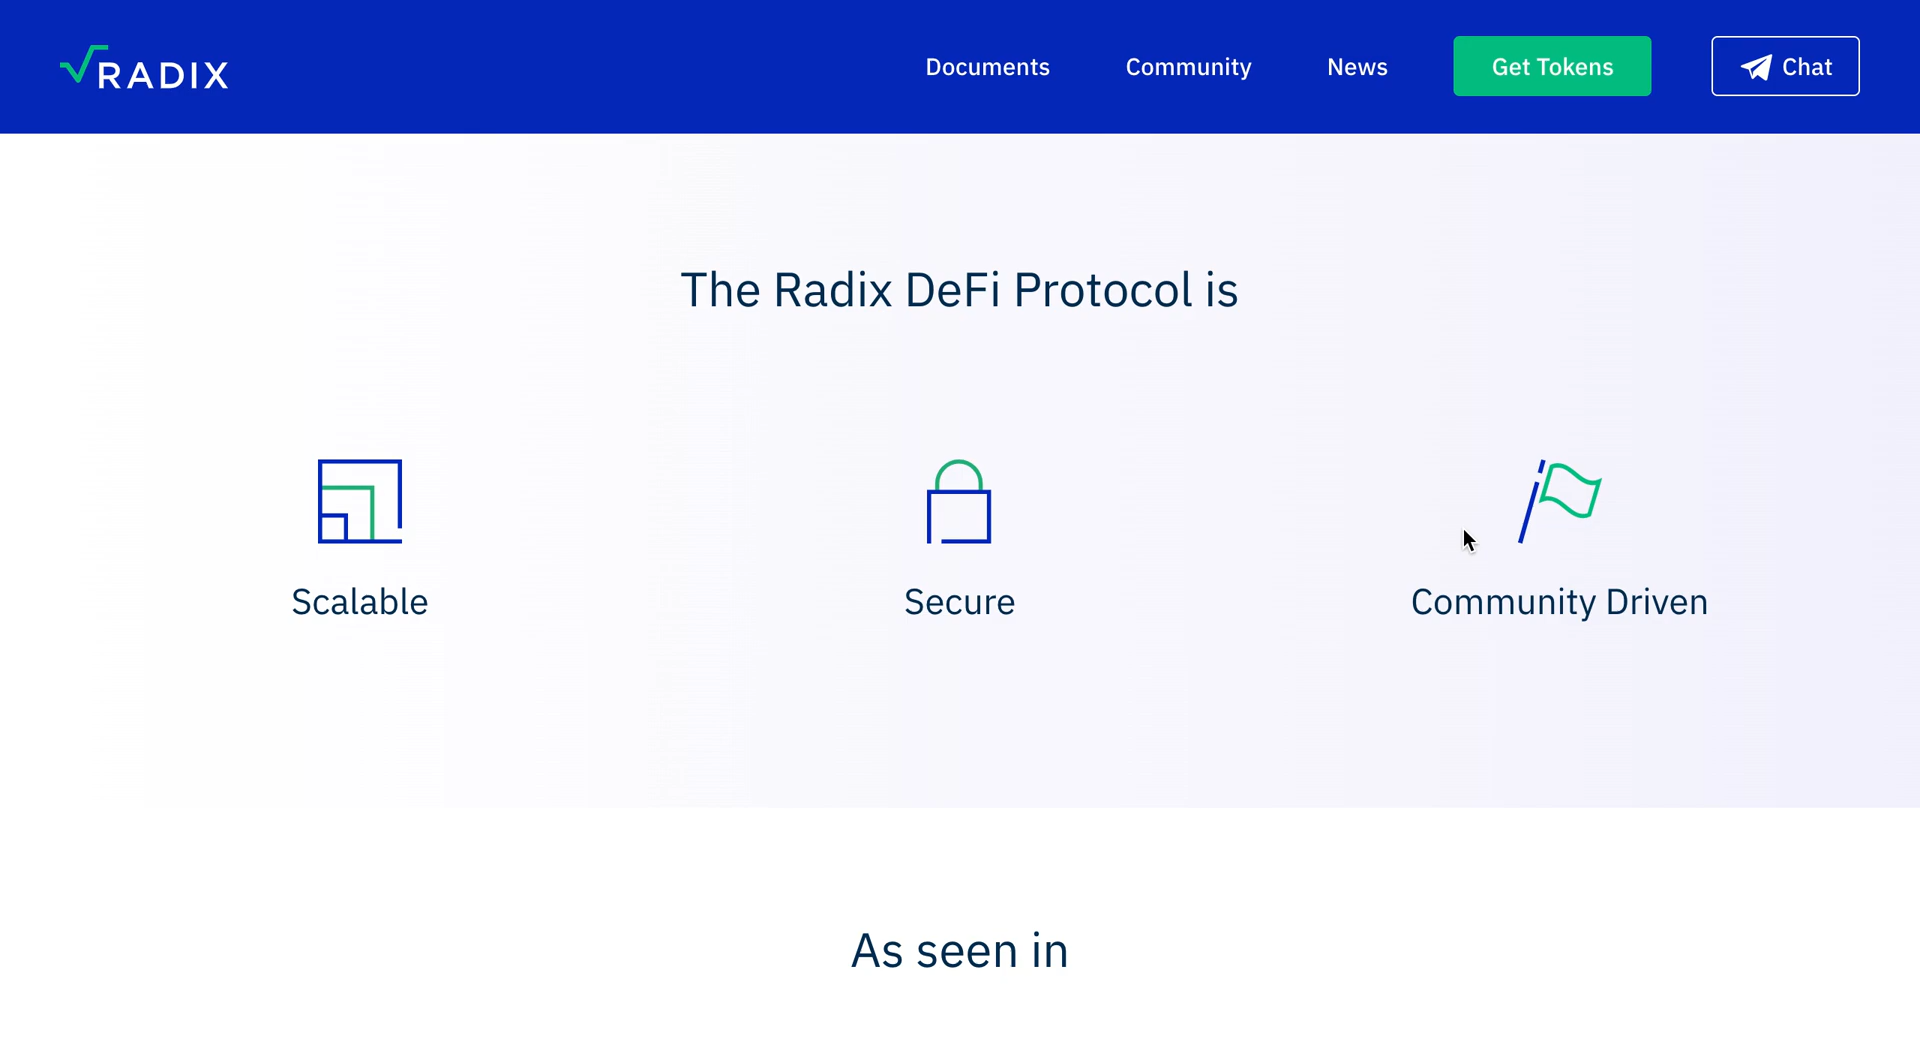 RADIX
Documents
Community
News
Get Tokens
Chat
The Radix DeFi Protocol is
Scalable
Secure
Community Driven
As seen in